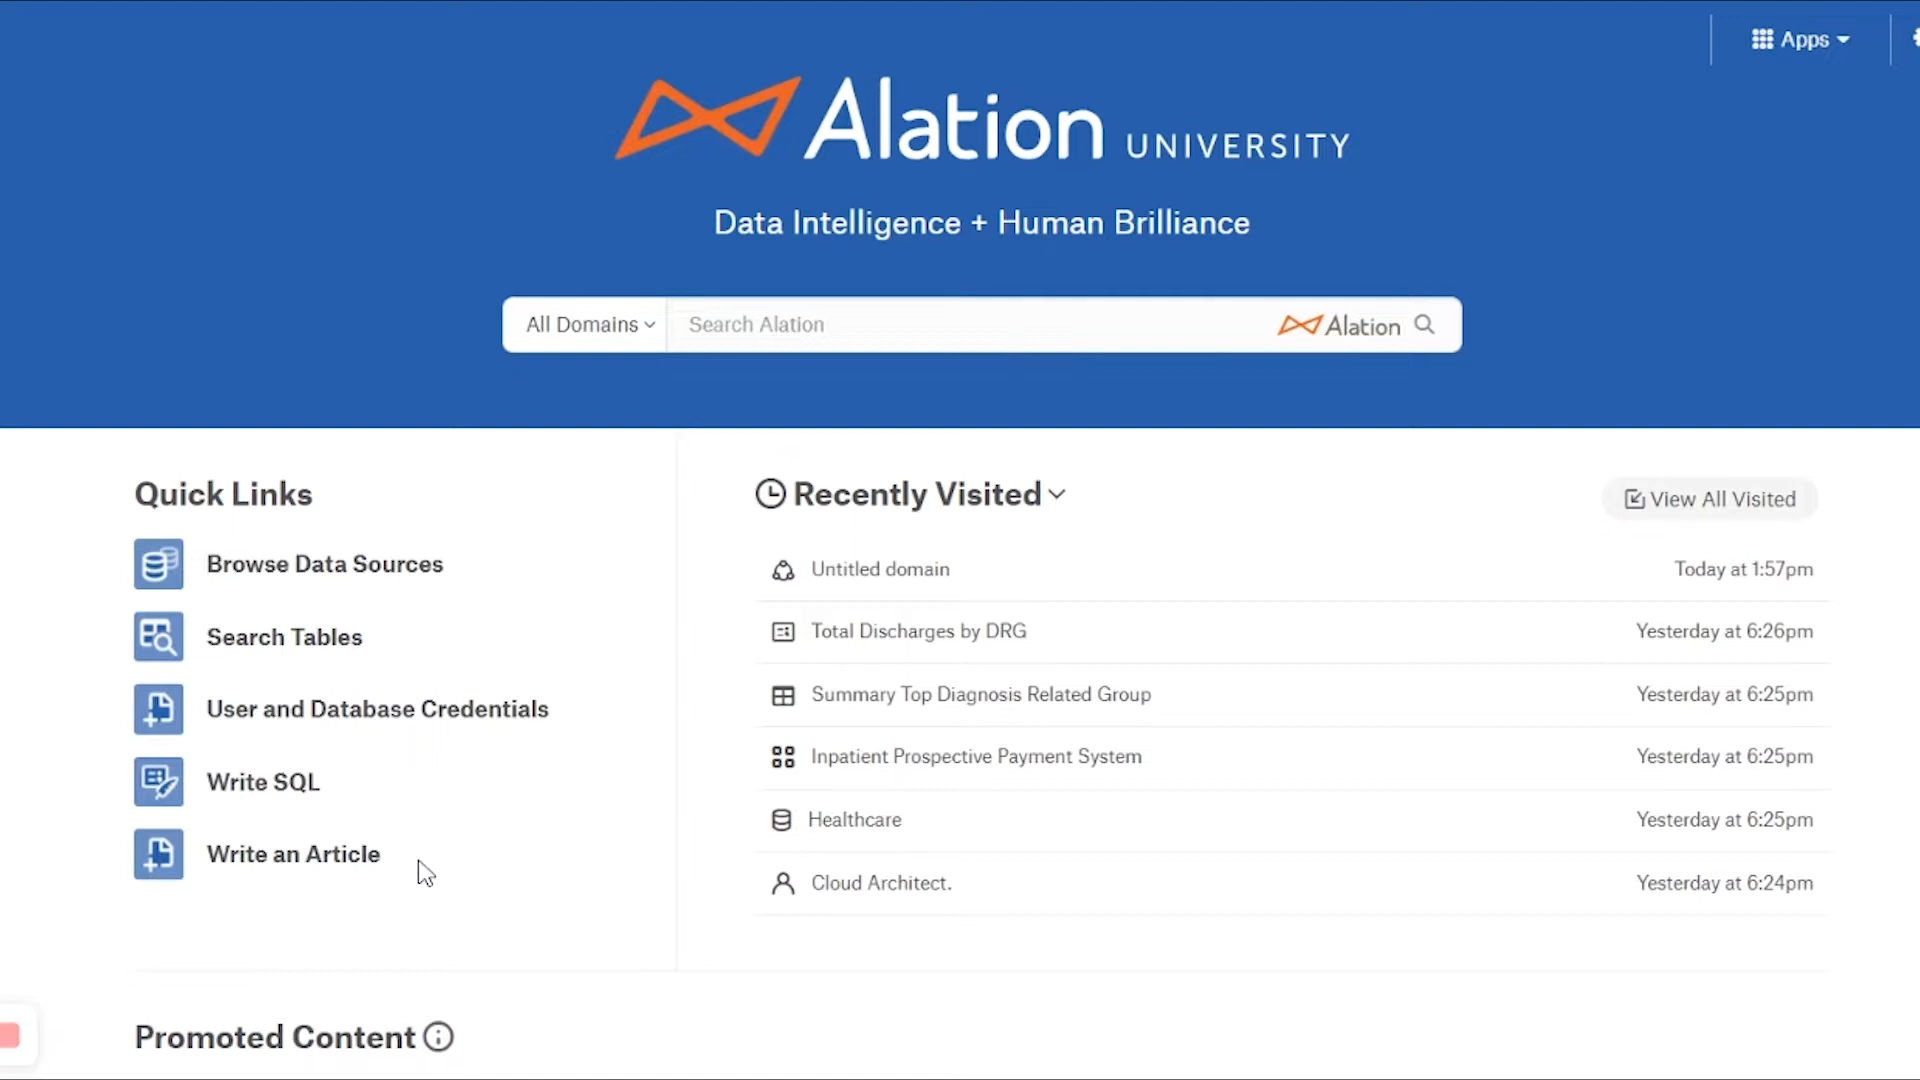 Apps
Alation UNIVERSITY
Data Intelligence + Human Brilliance
All Domains
Search Alation
Alation
Quick Links
Browse Data Sources
Search Tables
User and Database Credentials
Write SQL
Write an Article
Recently Visited
View All Visited
Untitled domain
Today at 1:57pm
Total Discharges by DRG
Yesterday at 6:26pm
Summary Top Diagnosis Related Group
Yesterday at 6:25pm
Inpatient Prospective Payment System
Yesterday at 6:25pm
Healthcare
Yesterday at 6:25pm
Cloud Architect.
Yesterday at 6:24pm
Promoted Content